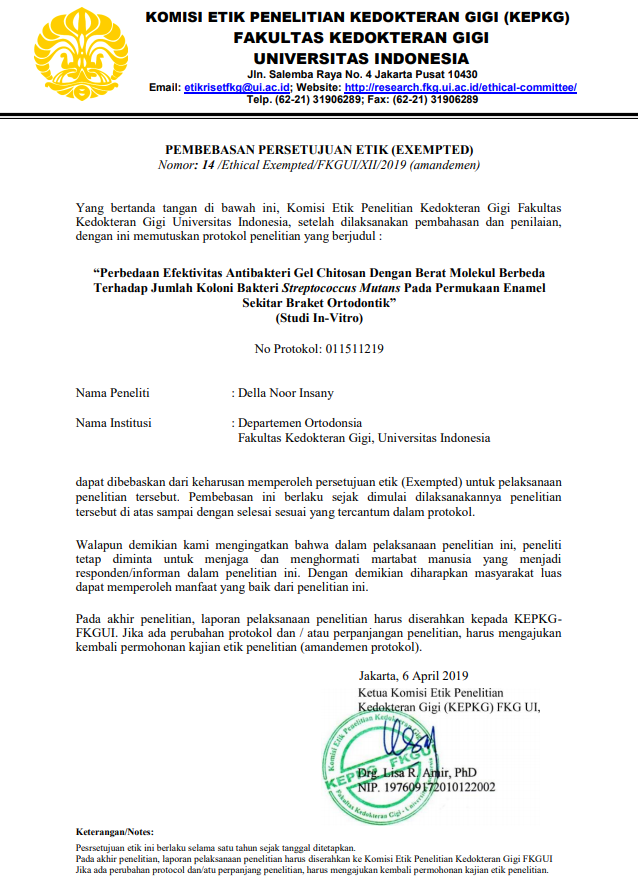 KOMISI ETIK PENELITIAN KEDOKTERAN GIGI (KEPKG)
FAKULTAS KEDOKTERAN GIGI
UNIVERSITAS INDONESIA
Jln. Salemba Raya No. 4 Jakarta Pusat 10430
Email: etikrisetfkg@ui.ac.id; Website: http://research.fkg.ui.ac.id/ethical-committee/
Telp. (62-21) 31906289; Fax: (62-21) 31906289
PEMBEBASAN PERSETUJUAN ETIK (EXEMPTED)
Nomor: 14 /Ethical Exempted/FKGUI/XII/2019 (amandemen)
Yang bertanda tangan di bawah ini, Komisi Etik Penelitian Kedokteran Gigi Fakultas
Kedokteran Gigi Universitas Indonesia, setelah dilaksanakan pembahasan dan penilaian,
dengan ini memutuskan protokol penelitian yang berjudul :
“Perbedaan Efektivitas Antibakteri Gel Chitosan Dengan Berat Molekul Berbeda
Terhadap Jumlah Koloni Bakteri Streptococcus Mutans Pada Permukaan Enamel
Sekitar Braket Ortodontik”
(Studi In-Vitro)
No Protokol: 011511219
Nama Peneliti : Della Noor Insany
Nama Institusi : Departemen Ortodonsia
Fakultas Kedokteran Gigi, Universitas Indonesia
dapat dibebaskan dari keharusan memperoleh persetujuan etik (Exempted) untuk pelaksanaan
penelitian tersebut. Pembebasan ini berlaku sejak dimulai dilaksanakannya penelitian
tersebut di atas sampai dengan selesai sesuai yang tercantum dalam protokol.
Walapun demikian kami mengingatkan bahwa dalam pelaksanaan penelitian ini, peneliti
tetap diminta untuk menjaga dan menghormati martabat manusia yang menjadi
responden/informan dalam penelitian ini. Dengan demikian diharapkan masyarakat luas
dapat memperoleh manfaat yang baik dari penelitian ini.
Pada akhir penelitian, laporan pelaksanaan penelitian harus diserahkan kepada KEPKG-
FKGUI. Jika ada perubahan protokol dan / atau perpanjangan penelitian, harus mengajukan
kembali permohonan kajian etik penelitian (amandemen protokol).
Jakarta, 6 April 2019
Ketua Komisi Etik Penelitian
Kedokteran Gigi (KEPKG) FKG UI,
Komisi Etik Penelitian Kedokteran Gigi
KEPKG FKGUI
Fakultas Kedokteran Gigi - Universitas
Drg. Lisa R. Amir, PhD
NIP. 197609172010122002
Keterangan/Notes:
Pesrsetujuan etik ini berlaku selama satu tahun sejak tanggal ditetapkan.
Pada akhir penelitian, laporan pelaksanaan penelitian harus diserahkan ke Komisi Etik Penelitian Kedokteran Gigi FKGUI
Jika ada perubahan protocol dan/atu perpanjang penelitian, harus mengajukan kembali permohonan kajian etik penelitian.